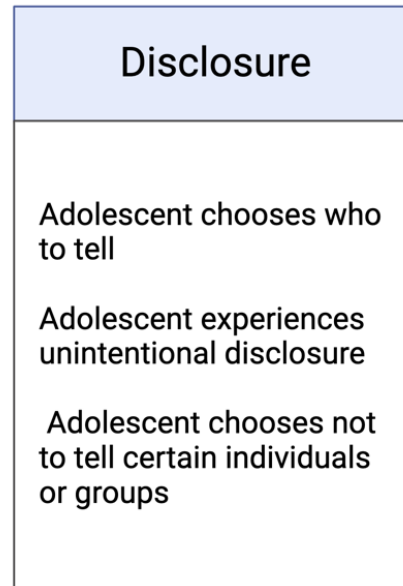 Disclosure
Adolescent chooses who
to tell
Adolescent experiences
unintentional disclosure
Adolescent chooses not
to tell certain individuals
or groups